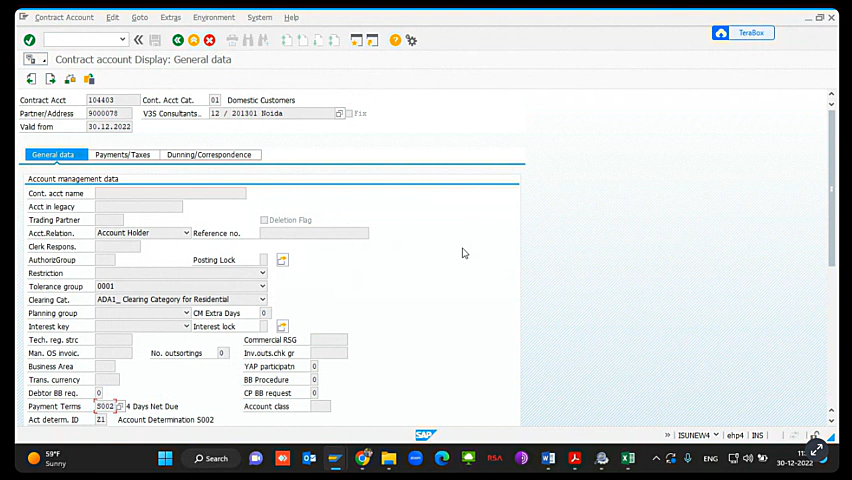 Contract Account Edit Goto Extras Environment System Help
TeraBox
Contract account Display: General data
Contract Acct 104403 Cont. Acct Cat. 01 Domestic Customers
Partner/Address 9000078 V3S Consultants.. 12 / 201301 Noida Fix
Valid from 30.12.2022
General data Payments/Taxes Dunning/Correspondence
Account management data
Cont. acct name
Acct in legacy
Trading Partner Deletion Flag
Acct.Relation. Account Holder Reference no.
Clerk Respons.
AuthorizGroup Posting Lock
Restriction
Tolerance group 0001
Clearing Cat. ADA1_ Clearing Category for Residential
Planning group CM Extra Days 0
Interest key Interest lock
Tech. reg. strc Commercial RSG
Man. OS invoic. No. outsortings 0 Inv.outs.chk gr
Business Area YAP participatn 0
Trans. currency BB Procedure 0
Debtor BB req. 0 CP BB request 0
Payment Terms S002 4 Days Net Due Account class
Act determ. ID Z1 Account Determination S002
SAP ISUNEW4 ehp4 INS
59°F
Sunny
Search
zoom
RSA
ENG
30-12-2022